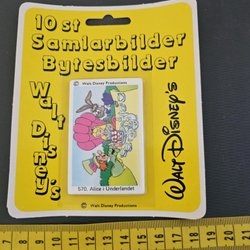 10 st
Samlarbilder
Bytesbilder
Walt Disney's
© Walt Disney Productions
570. Alice i Underlandet
WALT DISNEY'S
© Walt Disney Productions